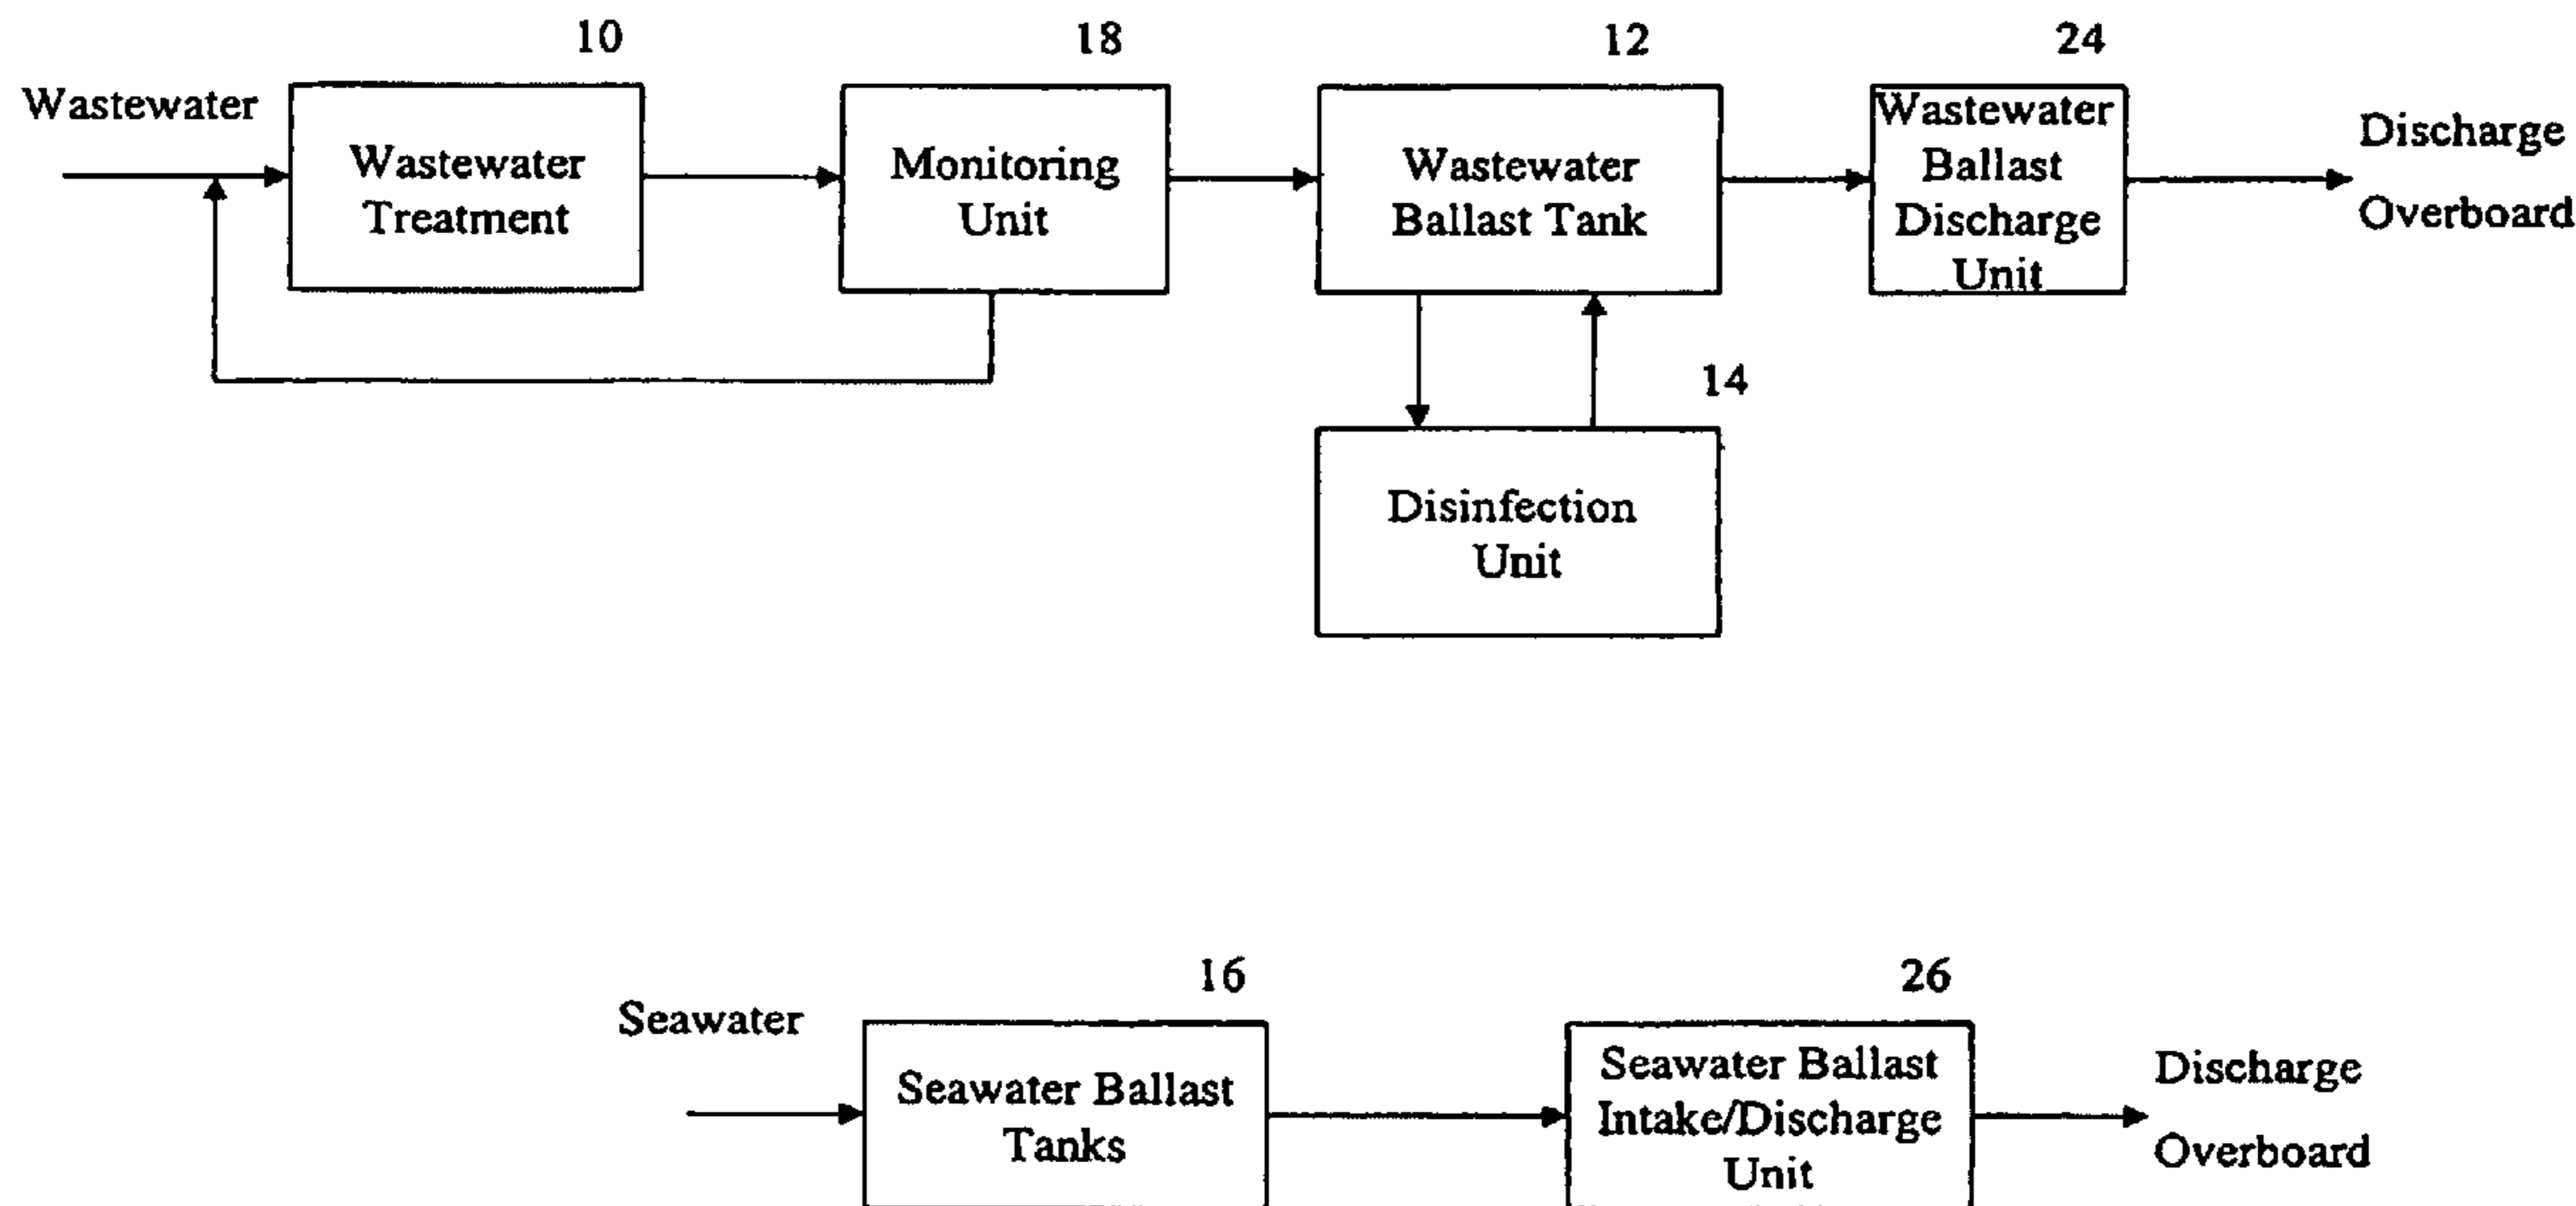 10
18
12
24
Wastewater
Wastewater
Treatment
Monitoring
Unit
Wastewater
Ballast Tank
Wastewater
Ballast
Discharge
Unit
Discharge
Overboard
14
Disinfection
Unit
16
26
Seawater
Seawater Ballast
Tanks
Seawater Ballast
Intake/Discharge
Unit
Discharge
Overboard